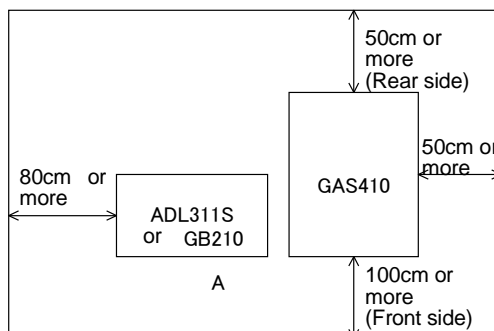 50cm or
more
(Rear side)
50cm or
more
GAS410
80cm or
more
ADL311S
or GB210
A
100cm or
more
(Front side)